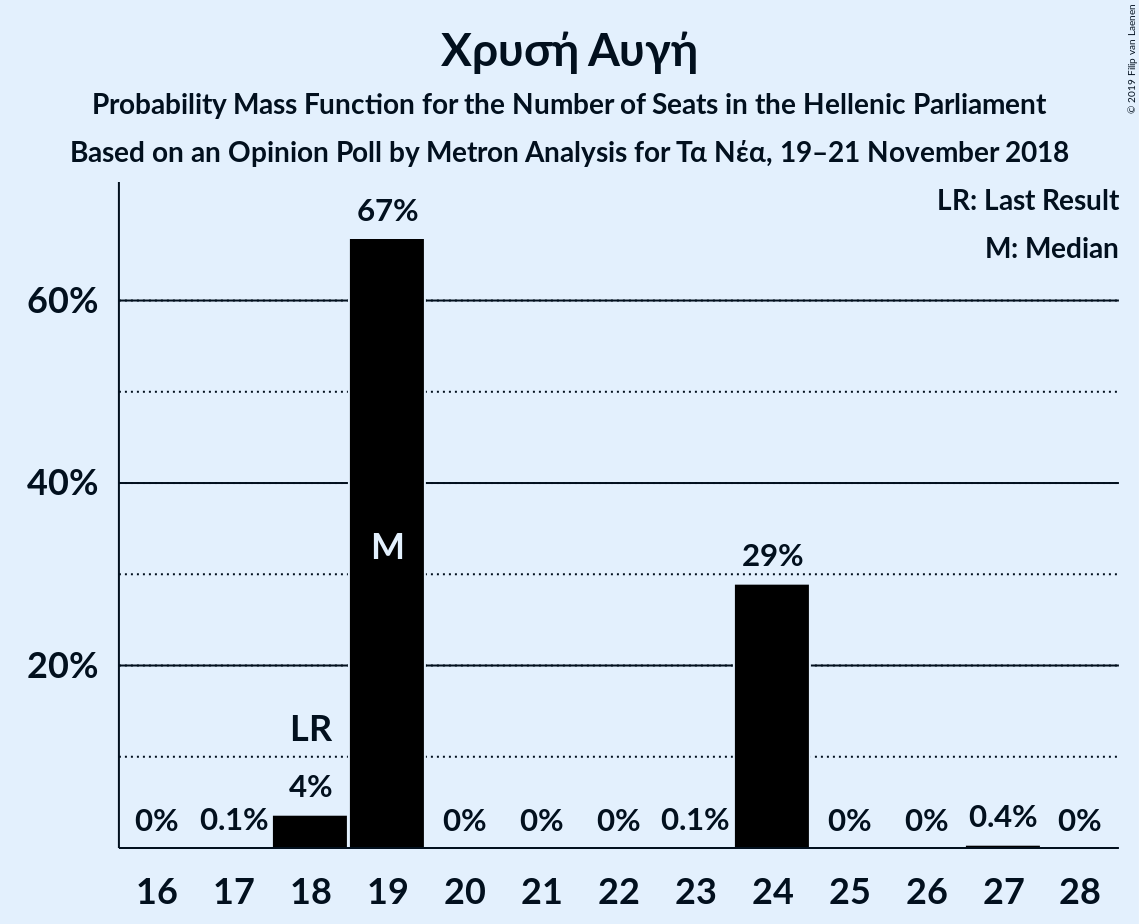 Χρυσή Αυγή
Probability Mass Function for the Number of Seats in the Hellenic Parliament
Based on an Opinion Poll by Metron Analysis for Τα Νέα, 19–21 November 2018
© 2019 Filip van Laenen
LR: Last Result
M: Median
67%
60%
40%
M
29%
20%
LR
4%
0% 0.1% 0% 0% 0% 0.1% 0% 0% 0.4% 0%
16 17 18 19 20 21 22 23 24 25 26 27 28